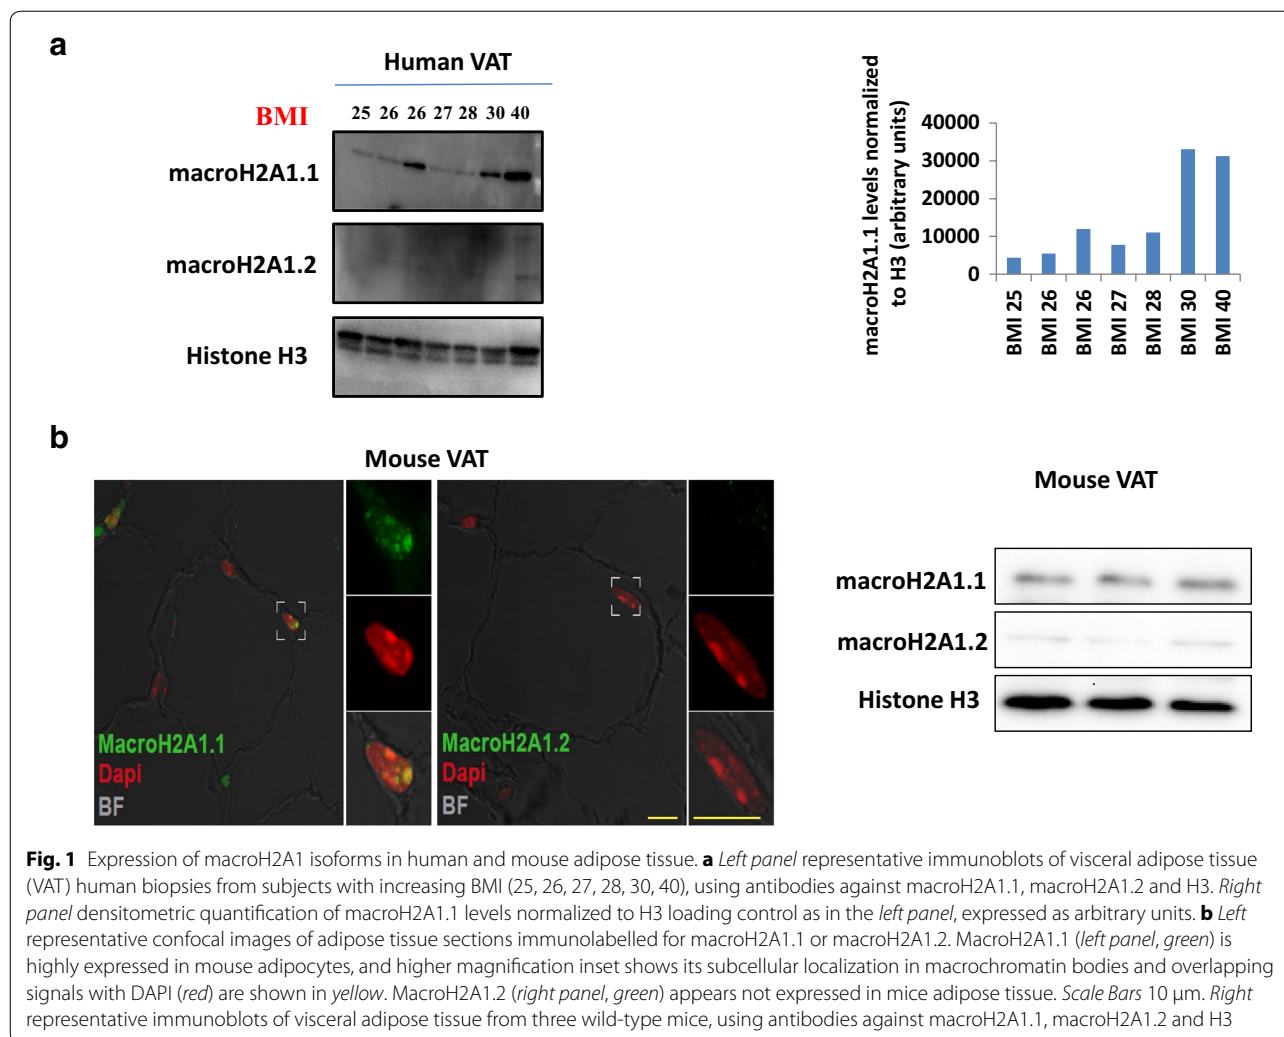 a
Human VAT
BMI 25 26 26 27 28 30 40
macroH2A1.1
macroH2A1.2
Histone H3
macroH2A1.1 levels normalized
to H3 (arbitrary units)
40000
30000
20000
10000
0
BMI 25
BMI 26
BMI 26
BMI 27
BMI 28
BMI 30
BMI 40
b
Mouse VAT
MacroH2A1.1
Dapi
BF
MacroH2A1.2
Dapi
BF
Mouse VAT
macroH2A1.1
macroH2A1.2
Histone H3
Fig. 1 Expression of macroH2A1 isoforms in human and mouse adipose tissue. a Left panel representative immunoblots of visceral adipose tissue
(VAT) human biopsies from subjects with increasing BMI (25, 26, 27, 28, 30, 40), using antibodies against macroH2A1.1, macroH2A1.2 and H3. Right
panel densitometric quantification of macroH2A1.1 levels normalized to H3 loading control as in the left panel, expressed as arbitrary units. b Left
representative confocal images of adipose tissue sections immunolabelled for macroH2A1.1 or macroH2A1.2. MacroH2A1.1 (left panel, green) is
highly expressed in mouse adipocytes, and higher magnification inset shows its subcellular localization in macrochromatin bodies and overlapping
signals with DAPI (red) are shown in yellow. MacroH2A1.2 (right panel, green) appears not expressed in mice adipose tissue. Scale Bars 10 μm. Right
representative immunoblots of visceral adipose tissue from three wild-type mice, using antibodies against macroH2A1.1, macroH2A1.2 and H3